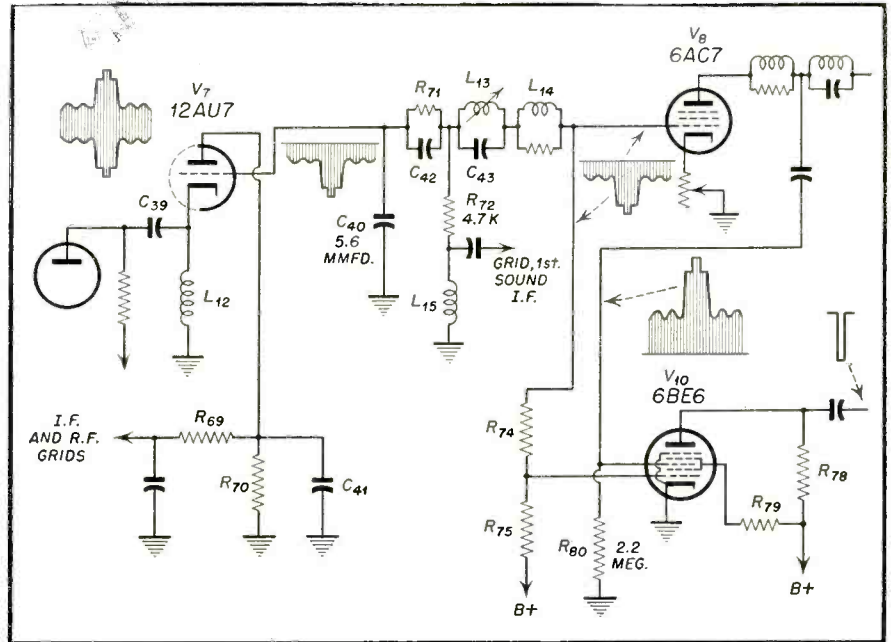 V7
12AU7
C39
L12
I.F.
AND R.F.
GRIDS
R69
R70
C41
C40
5.6
MMFD.
R71
C42
L13
C43
L14
R72
4.7K
GRID, 1st.
SOUND
I.F.
L15
V8
6AC7
V10
6BE6
R74
R75
B+
R80
2.2
MEG.
R79
R78
B+